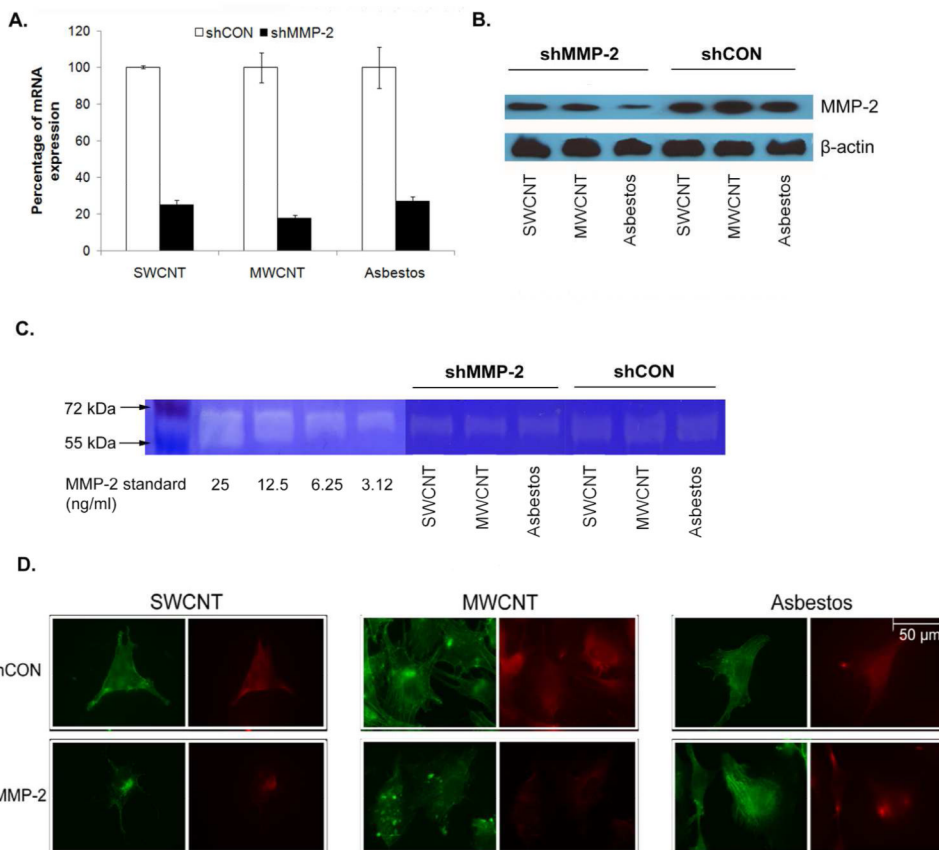 A.
shCON shMMP-2
Percentage of mRNA
expression
120
100
80
60
40
20
0
SWCNT MWCNT Asbestos
B.
shMMP-2 shCON
MMP-2
β-actin
SWCNT
MWCNT
Asbestos
SWCNT
MWCNT
Asbestos
C.
shMMP-2 shCON
72 kDa
55 kDa
MMP-2 standard
(ng/ml)
25 12.5 6.25 3.12
SWCNT
MWCNT
Asbestos
SWCNT
MWCNT
Asbestos
D.
SWCNT MWCNT Asbestos
50 μm
hCON
MMP-2